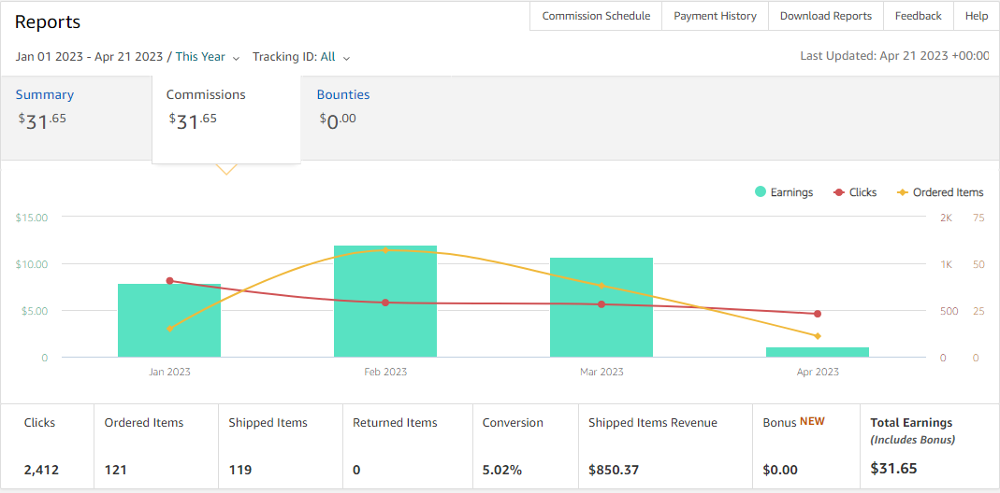 Reports
Commission Schedule Payment History Download Reports Feedback Help
Jan 01 2023 - Apr 21 2023 / This Year Tracking ID: All Last Updated: Apr 21 2023 +00:00
Summary Commissions Bounties
$31.65 $31.65 $0.00
Earnings Clicks Ordered Items
$15.00 2K 75
$10.00 1K 50
$5.00 500 25
0 0 0
Jan 2023 Feb 2023 Mar 2023 Apr 2023
Clicks Ordered Items Shipped Items Returned Items Conversion Shipped Items Revenue Bonus NEW Total Earnings
(Includes Bonus)
2,412 121 119 0 5.02% $850.37 $0.00 $31.65